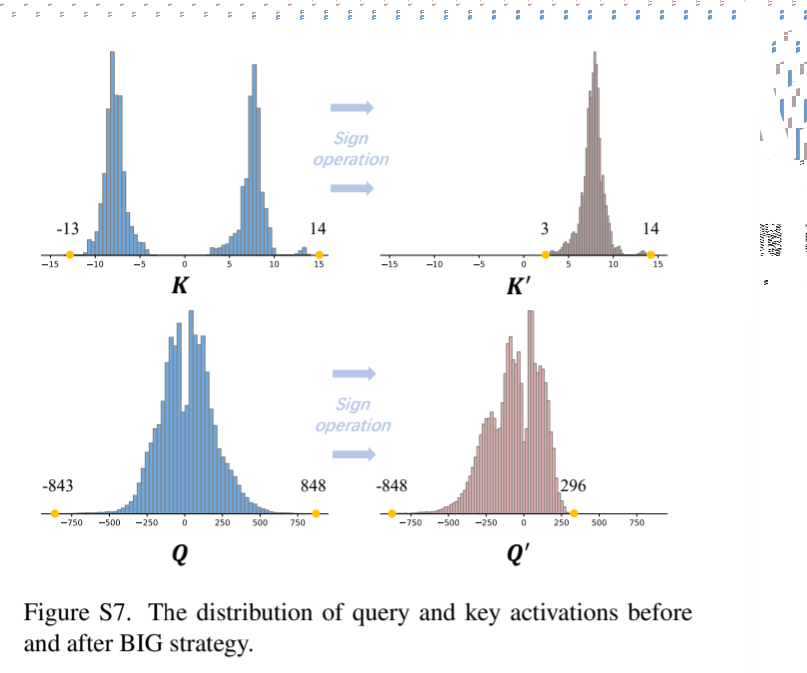 Sign
operation
-13
14
3
14
−15 −10 −5 0 5 10 15
−15 −10 −5 0 5 10 15
K
K′
Sign
operation
-843
848
-848
296
−750 −500 −250 0 250 500 750
−750 −500 −250 0 250 500 750
Q
Q′
Figure S7. The distribution of query and key activations before
and after BIG strategy.